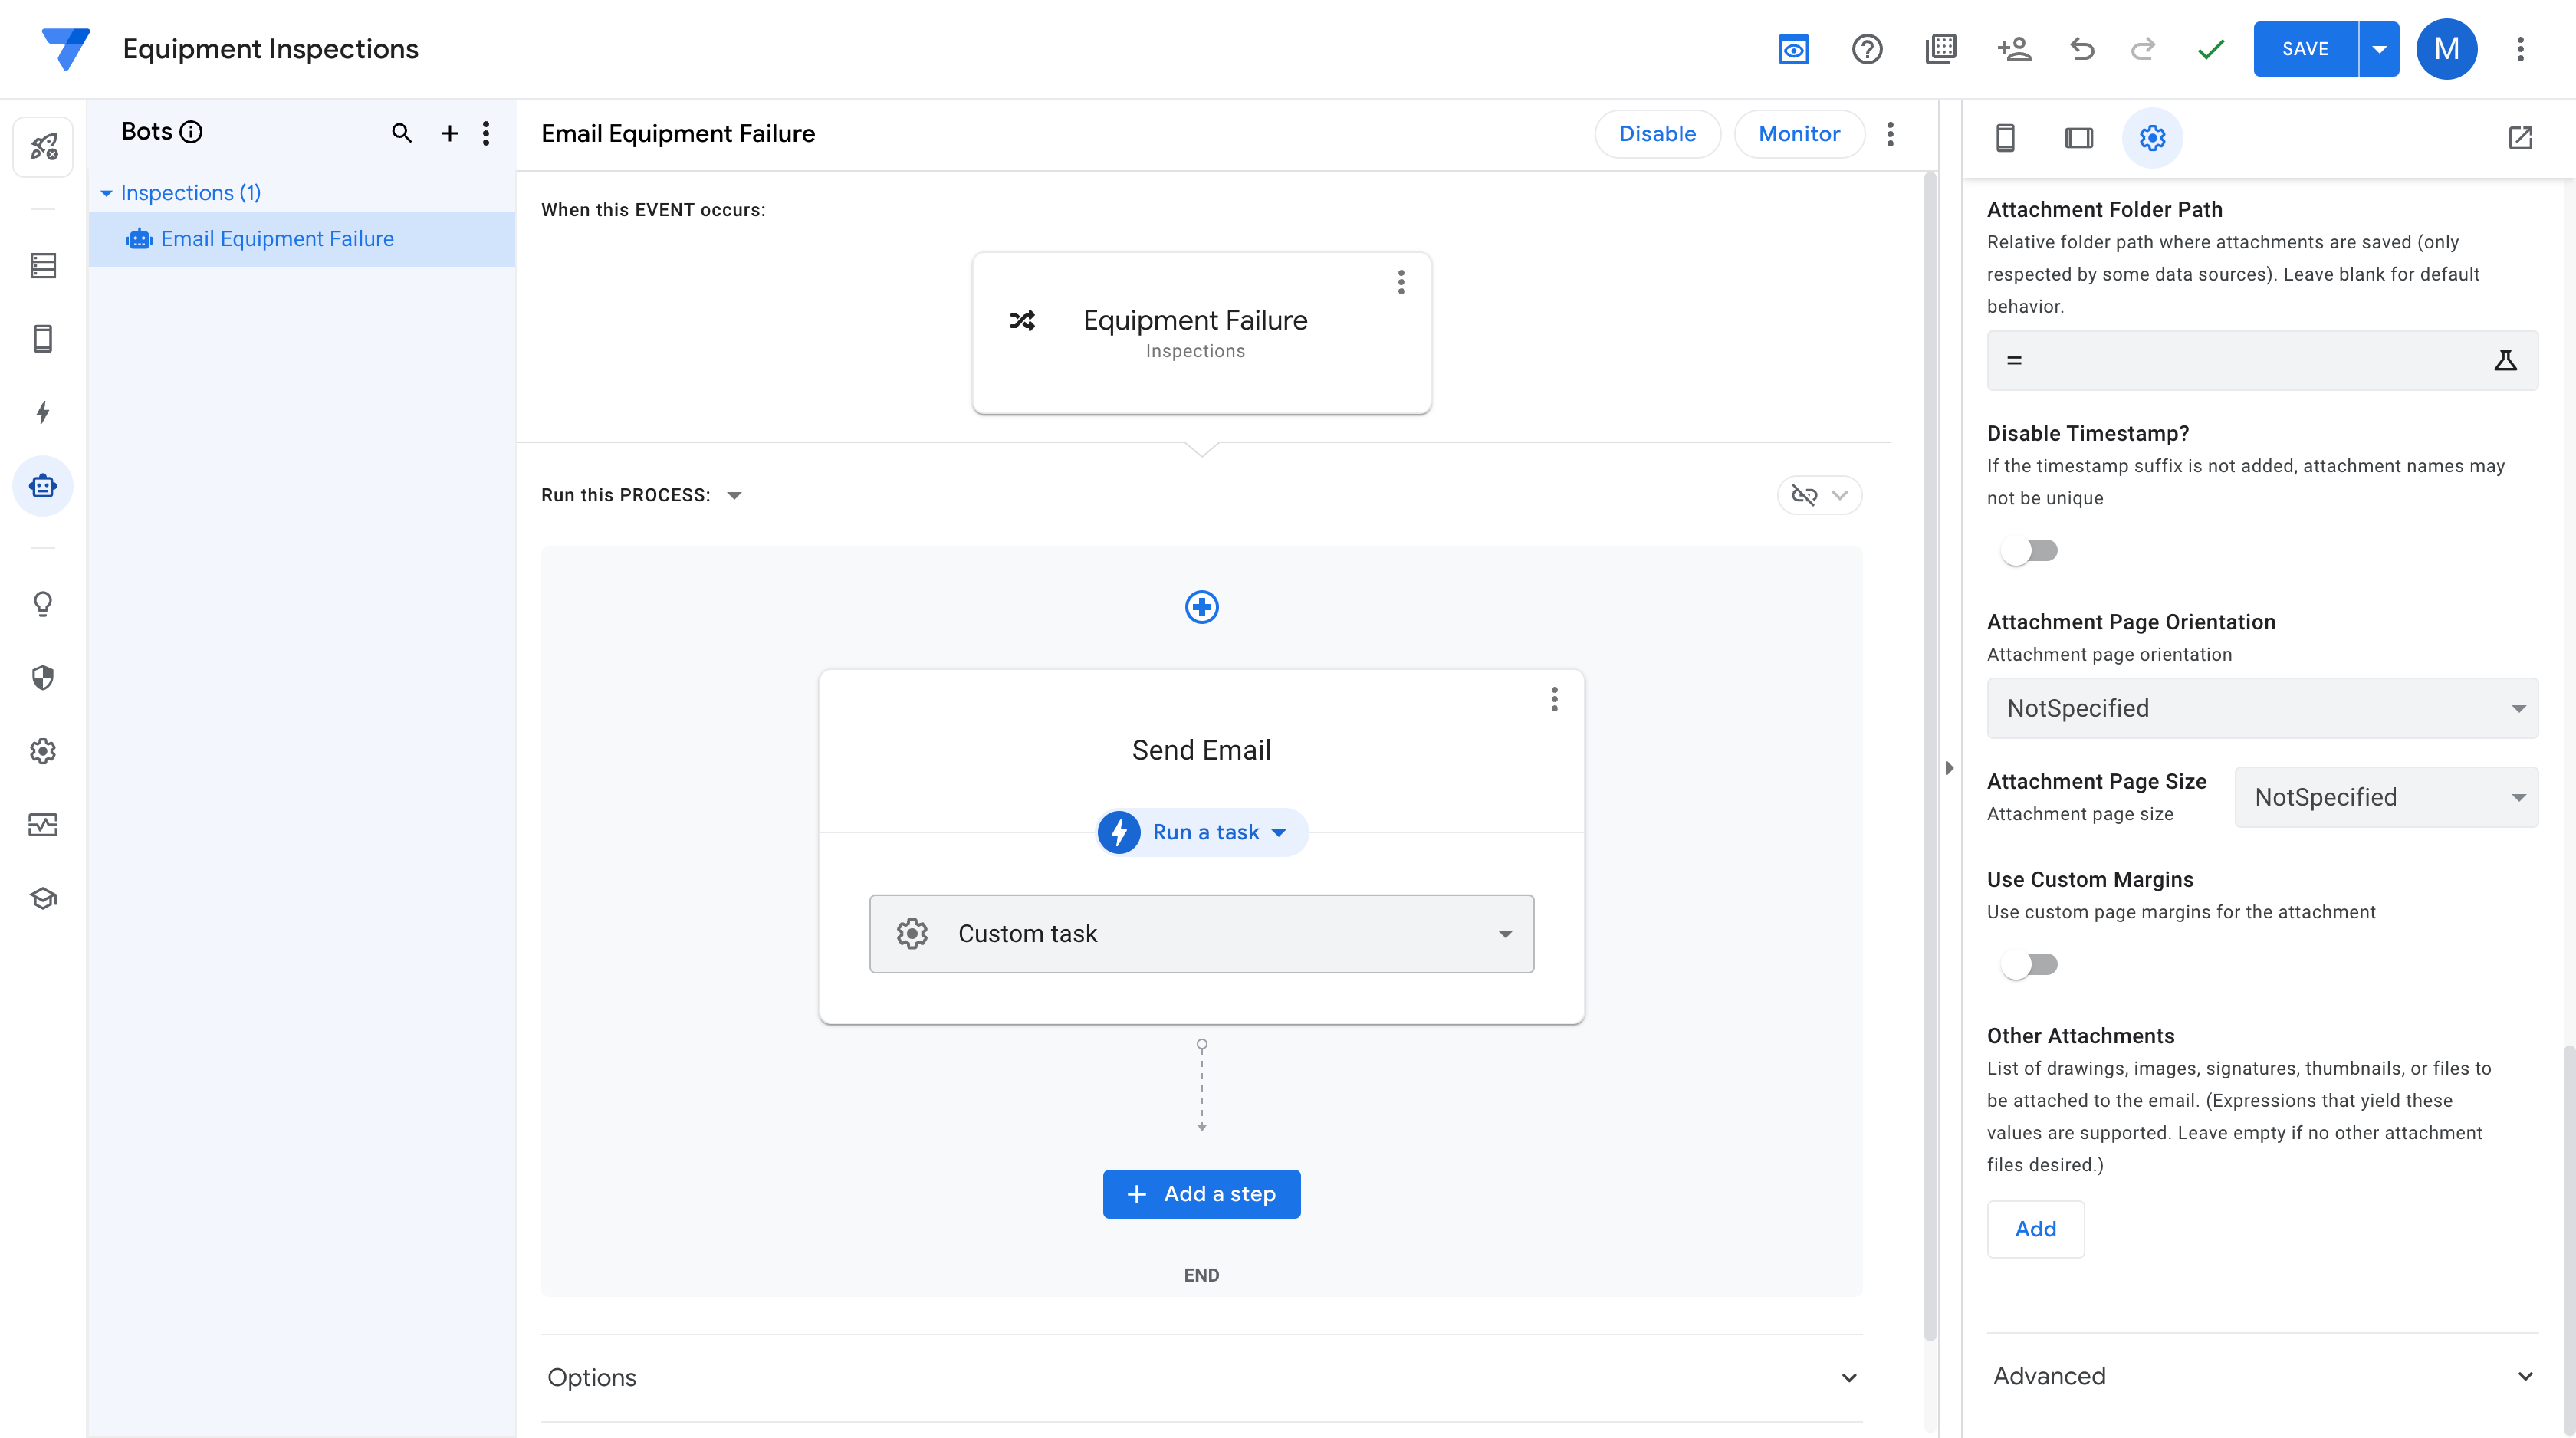 Equipment Inspections
SAVE
M
Bots
Inspections (1)
Email Equipment Failure
Email Equipment Failure
Disable
Monitor
When this EVENT occurs:
Equipment Failure
Inspections
Run this PROCESS:
Send Email
Run a task
Custom task
Add a step
END
Options
Attachment Folder Path
Relative folder path where attachments are saved (only
respected by some data sources). Leave blank for default
behavior.
=
Disable Timestamp?
If the timestamp suffix is not added, attachment names may
not be unique
Attachment Page Orientation
Attachment page orientation
NotSpecified
Attachment Page Size
Attachment page size
NotSpecified
Use Custom Margins
Use custom page margins for the attachment
Other Attachments
List of drawings, images, signatures, thumbnails, or files to
be attached to the email. (Expressions that yield these
values are supported. Leave empty if no other attachment
files desired.)
Add
Advanced